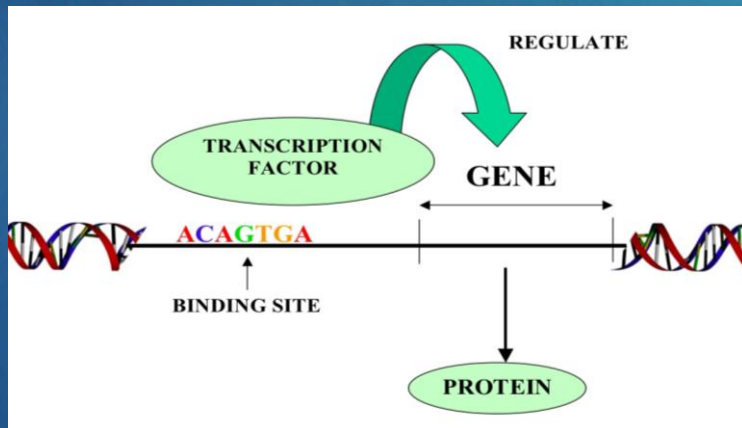 REGULATE
TRANSCRIPTION
FACTOR
GENE
ACAGTGA
BINDING SITE
PROTEIN